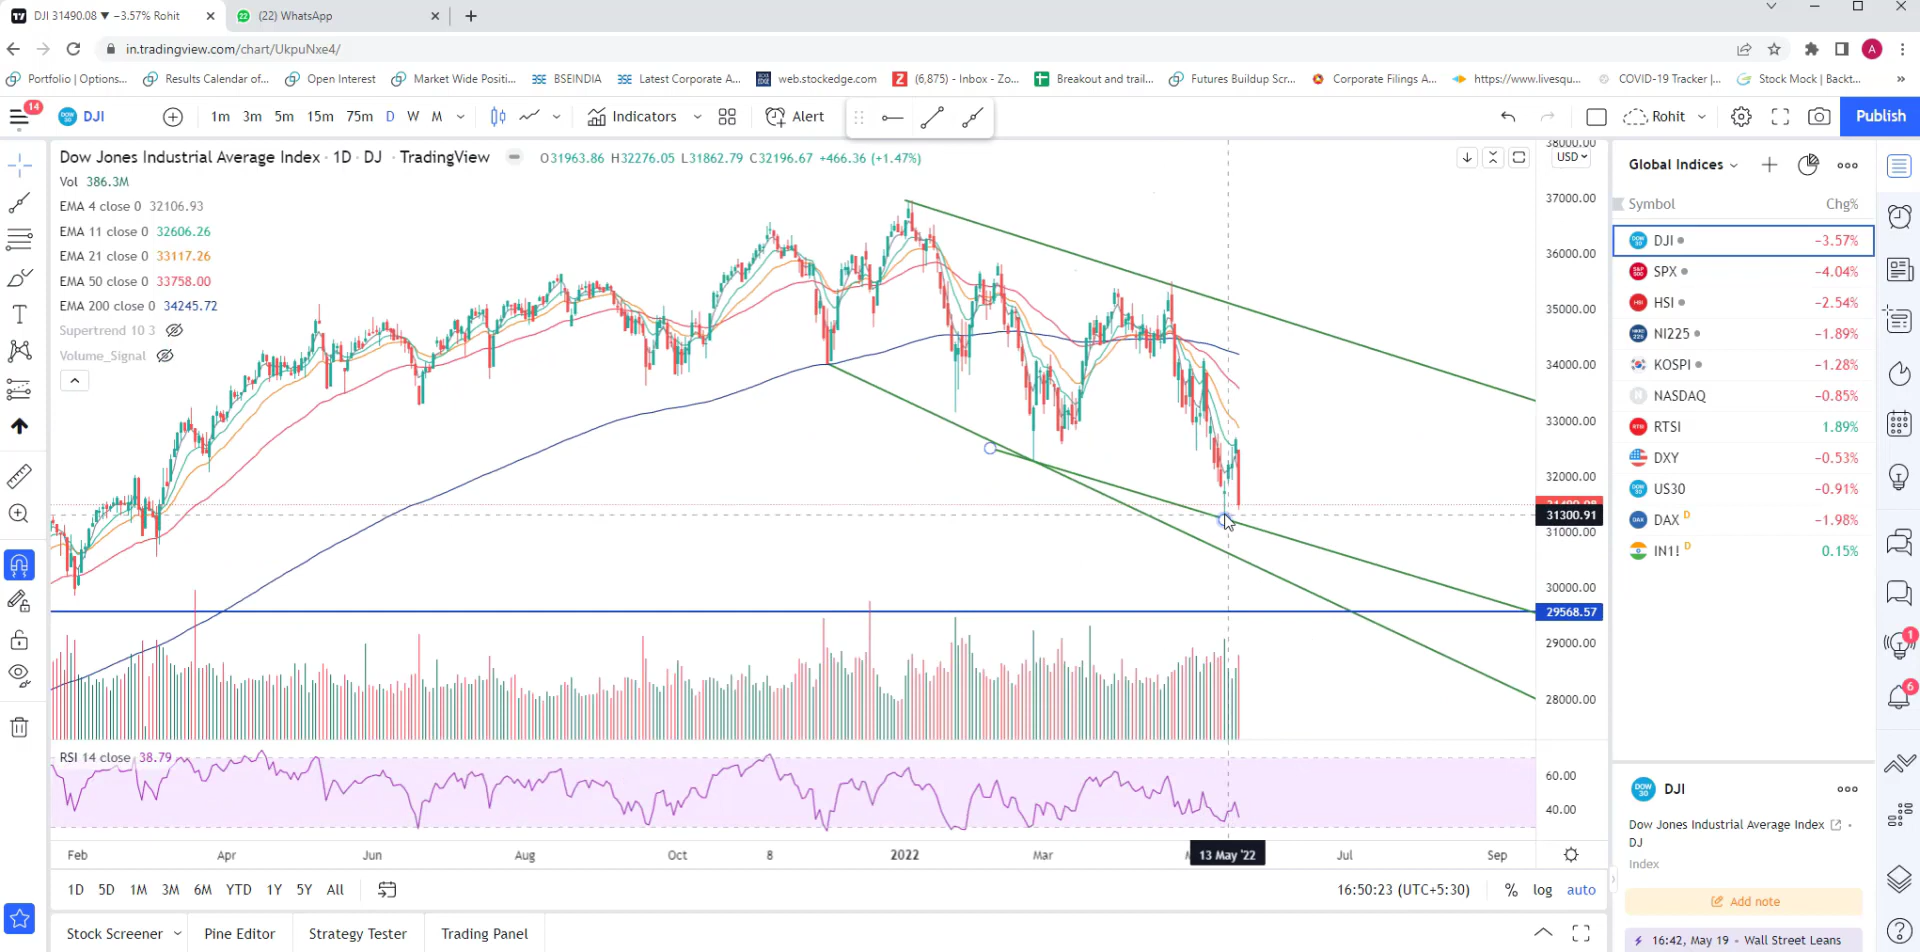 DJI 31490.08 ▼ −3.57% Rohit
(22) WhatsApp
in.tradingview.com/chart/UkpuNxe4/
A
Portfolio | Options...
Results Calendar of...
Open Interest
Market Wide Positi...
BSEINDIA
Latest Corporate A...
web.stockedge.com
(6,875) - Inbox - Zo...
Breakout and trail...
Futures Buildup Scr...
Corporate Filings A...
https://www.livesqu...
COVID-19 Tracker |...
Stock Mock | Backt...
14
DJI
1m 3m 5m 15m 75m D W M
Indicators
Alert
Rohit
Publish
Dow Jones Industrial Average Index · 1D · DJ · TradingView
O31963.86 H32276.05 L31862.79 C32196.67 +466.36 (+1.47%)
Vol 386.3M
EMA 4 close 0 32106.93
EMA 11 close 0 32606.26
EMA 21 close 0 33117.26
EMA 50 close 0 33758.00
EMA 200 close 0 34245.72
Supertrend 10 3
Volume_Signal
38000.00
USD
37000.00
36000.00
35000.00
34000.00
33000.00
32000.00
31490.08
31300.91
31000.00
30000.00
29568.57
29000.00
28000.00
RSI 14 close 38.79
60.00
40.00
Feb Apr Jun Aug Oct 8 2022 Mar 13 May '22 Jul Sep
1D 5D 1M 3M 6M YTD 1Y 5Y All
16:50:23 (UTC+5:30) % log auto
Stock Screener
Pine Editor
Strategy Tester
Trading Panel
Global Indices
Symbol Chg%
DJI −3.57%
SPX −4.04%
HSI −2.54%
NI225 −1.89%
KOSPI −1.28%
NASDAQ −0.85%
RTSI 1.89%
DXY −0.53%
US30 −0.91%
DAX D −1.98%
IN1! D 0.15%
1
6
DJI
Dow Jones Industrial Average Index ·
DJ
Index
Add note
16:42, May 19 · Wall Street Leans